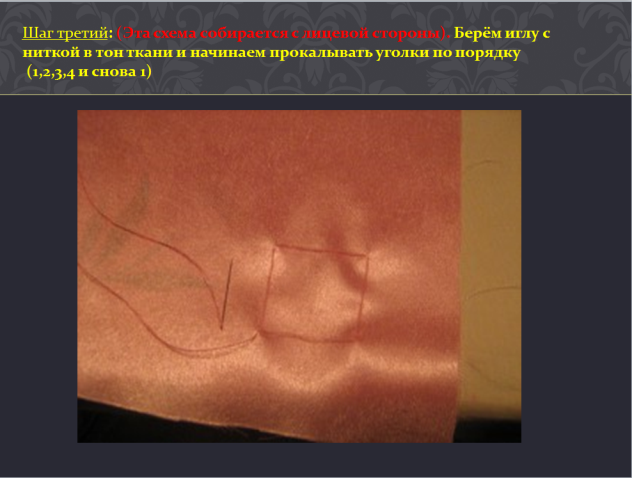 Шаг третий: (Эта схема собирается с лицевой стороны). Берём иглу с
ниткой в тон ткани и начинаем прокалывать уголки по порядку
(1,2,3,4 и снова 1)